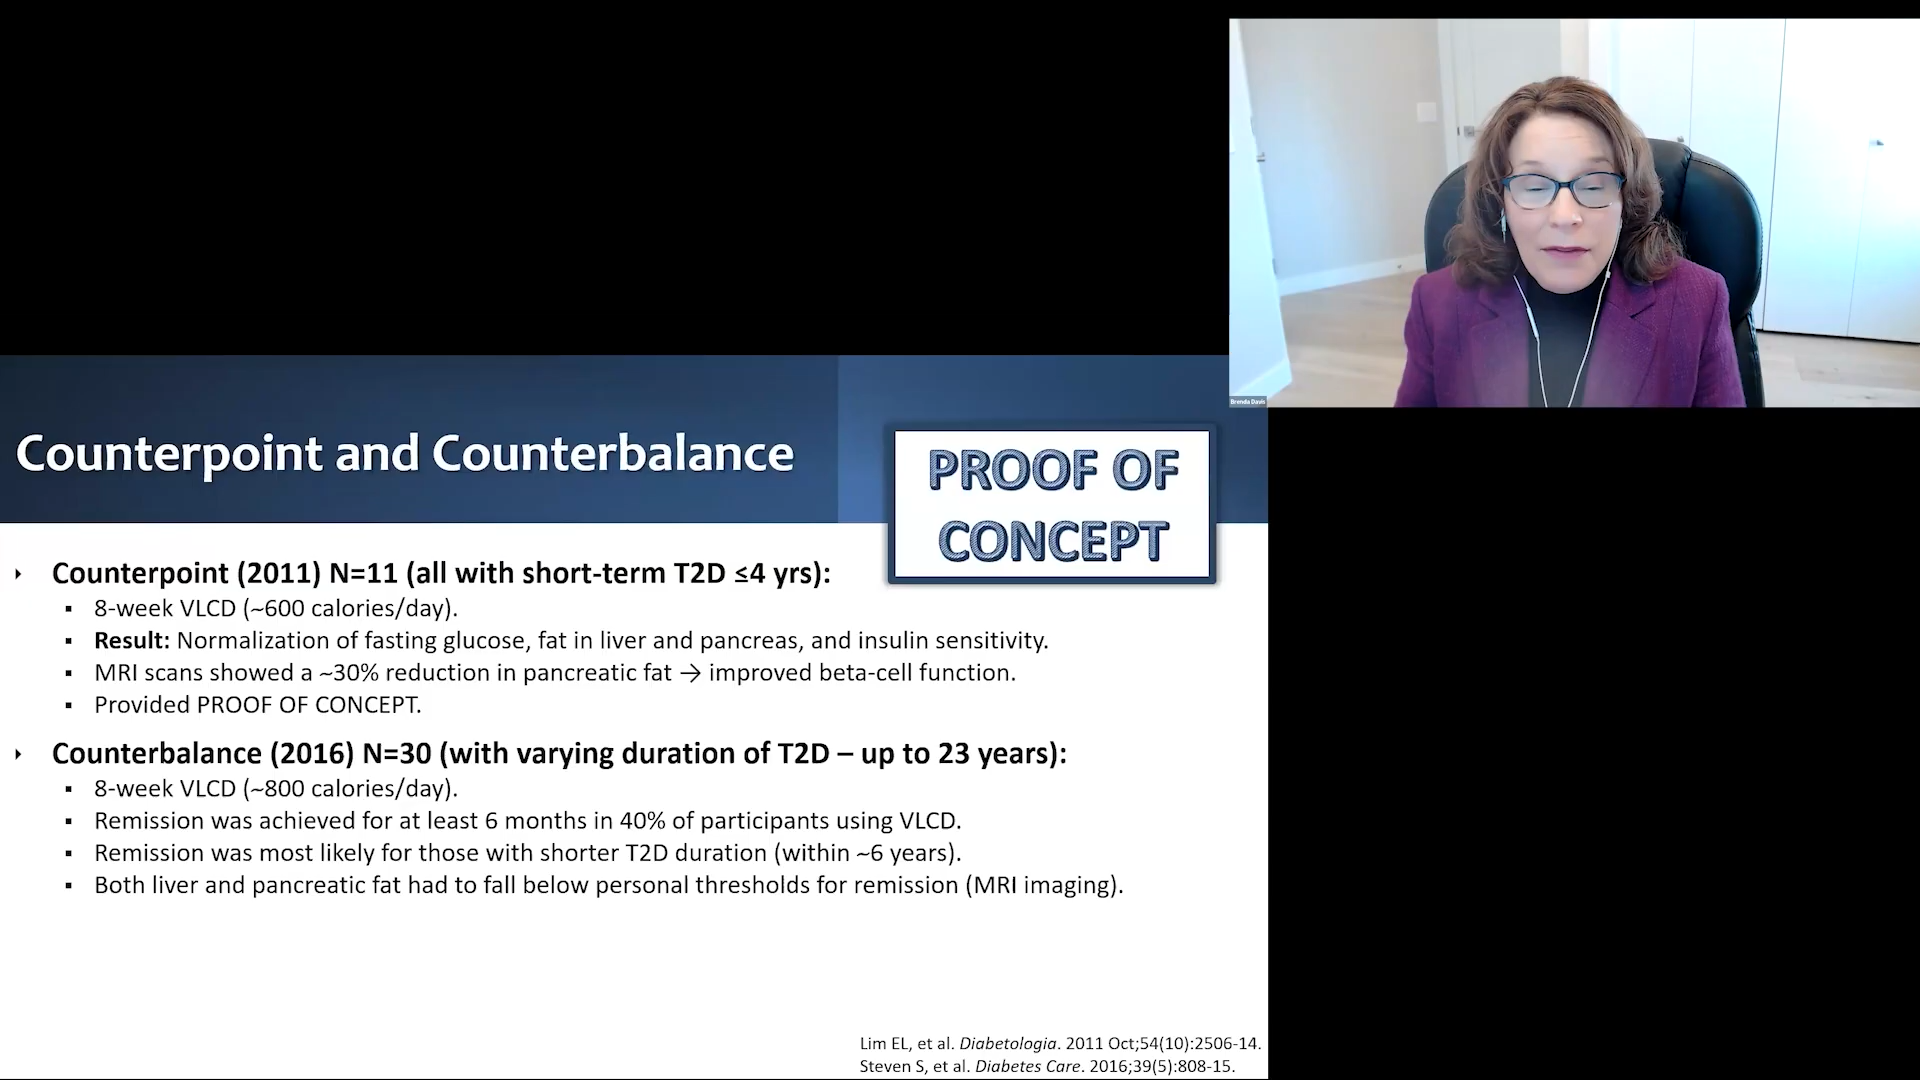 Brenda Davis
Counterpoint and Counterbalance
PROOF OF
CONCEPT
‣ Counterpoint (2011) N=11 (all with short-term T2D ≤4 yrs):
▪ 8-week VLCD (~600 calories/day).
▪ Result: Normalization of fasting glucose, fat in liver and pancreas, and insulin sensitivity.
▪ MRI scans showed a ~30% reduction in pancreatic fat → improved beta-cell function.
▪ Provided PROOF OF CONCEPT.
‣ Counterbalance (2016) N=30 (with varying duration of T2D – up to 23 years):
▪ 8-week VLCD (~800 calories/day).
▪ Remission was achieved for at least 6 months in 40% of participants using VLCD.
▪ Remission was most likely for those with shorter T2D duration (within ~6 years).
▪ Both liver and pancreatic fat had to fall below personal thresholds for remission (MRI imaging).
Lim EL, et al. Diabetologia. 2011 Oct;54(10):2506-14.
Steven S, et al. Diabetes Care. 2016;39(5):808-15.